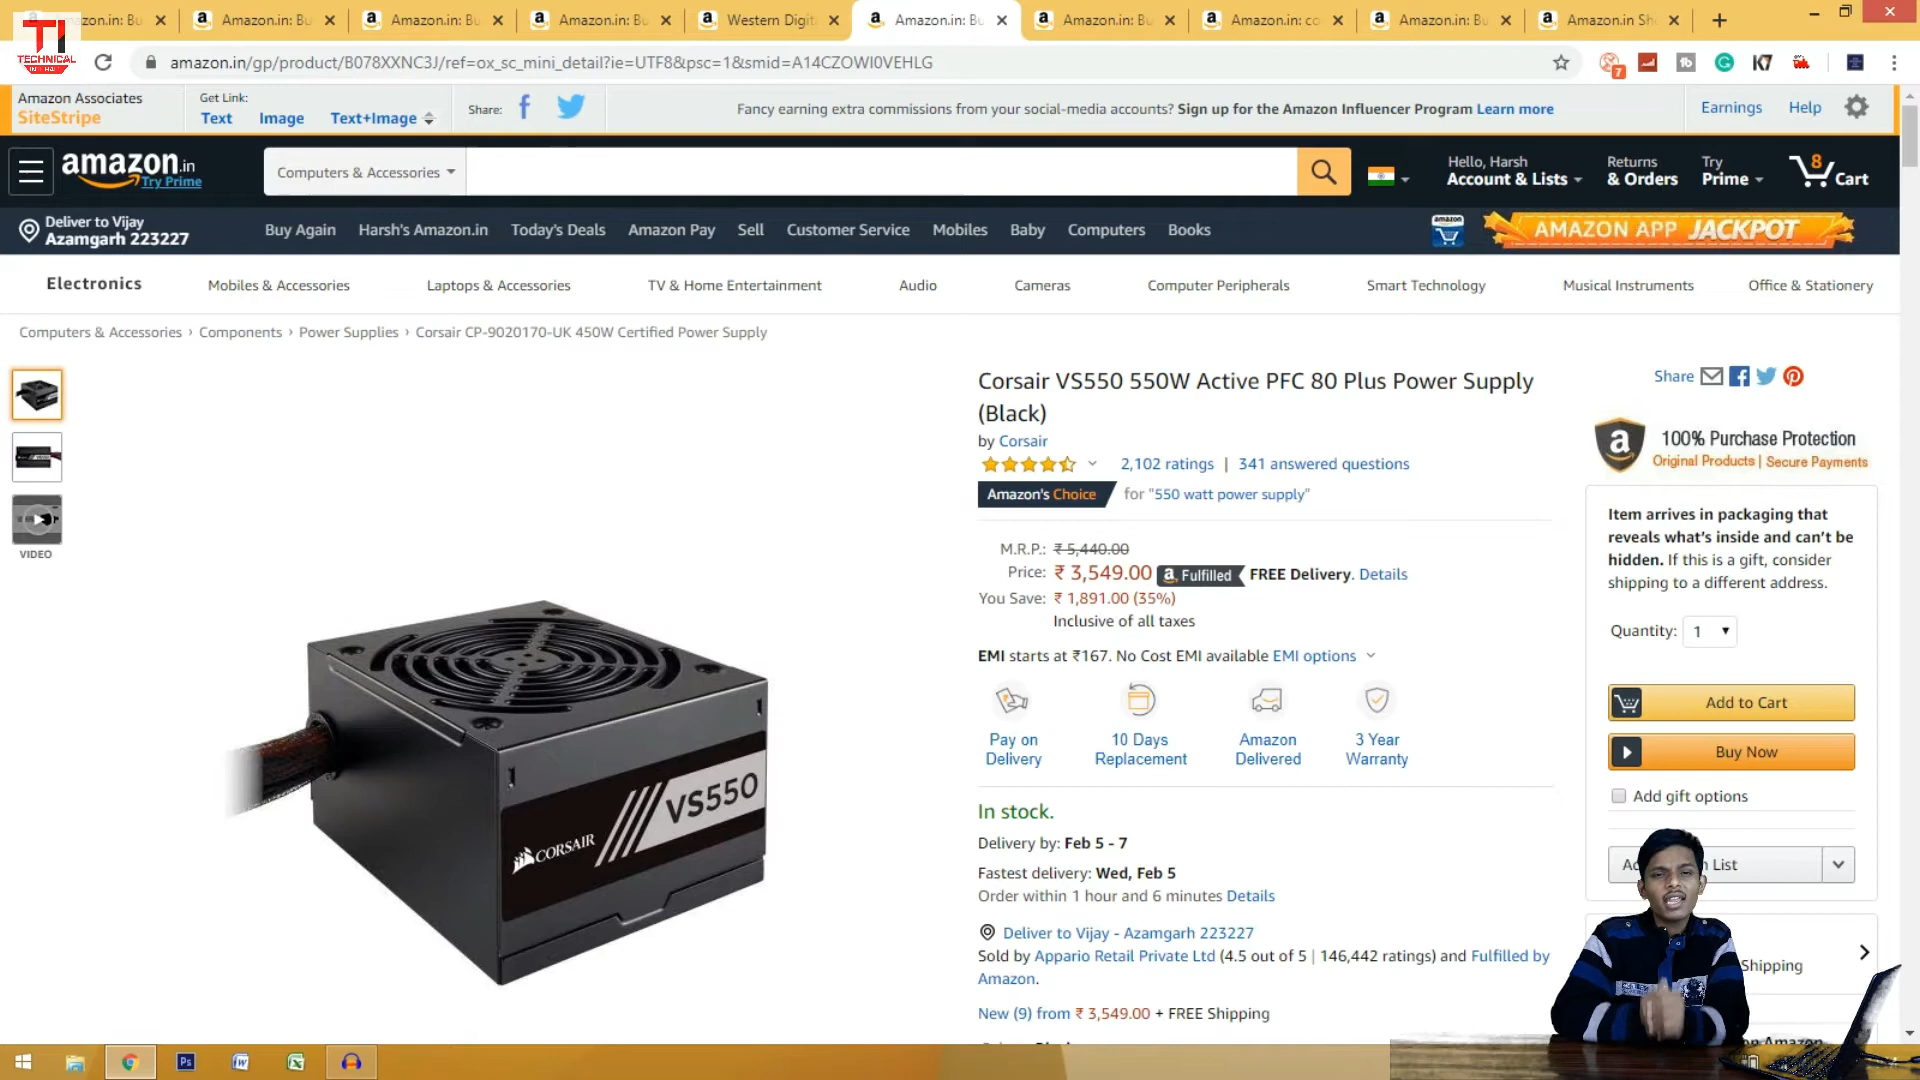 Amazon.in: Bu
Amazon.in: Bu
Amazon.in: Bu
Western Digit
Amazon.in: Bu
Amazon.in: Bu
Amazon.in: co
Amazon.in: Bu
Amazon.in Sh
TI
TECHNICAL
amazon.in/gp/product/B078XXNC3J/ref=ox_sc_mini_detail?ie=UTF8&psc=1&smid=A14CZOWI0VEHLG
7
Amazon Associates
SiteStripe
Get Link:
Text Image Text+Image
Share:
Fancy earning extra commissions from your social-media accounts? Sign up for the Amazon Influencer Program Learn more
Earnings Help
amazon.in
Try Prime
Computers & Accessories
Hello, Harsh
Account & Lists
Returns
& Orders
Try
Prime
8
Cart
Deliver to Vijay
Azamgarh 223227
Buy Again Harsh's Amazon.in Today's Deals Amazon Pay Sell Customer Service Mobiles Baby Computers Books
amazon
AMAZON APP JACKPOT
Electronics Mobiles & Accessories Laptops & Accessories TV & Home Entertainment Audio Cameras Computer Peripherals Smart Technology Musical Instruments Office & Stationery
Computers & Accessories › Components › Power Supplies › Corsair CP-9020170-UK 450W Certified Power Supply
VIDEO
CORSAIR
VS550
Corsair VS550 550W Active PFC 80 Plus Power Supply
(Black)
by Corsair
2,102 ratings | 341 answered questions
Amazon's Choice for "550 watt power supply"
M.R.P.: ₹ 5,440.00
Price: ₹ 3,549.00 a Fulfilled FREE Delivery. Details
You Save: ₹ 1,891.00 (35%)
Inclusive of all taxes
EMI starts at ₹167. No Cost EMI available EMI options
Pay on
Delivery
10 Days
Replacement
Amazon
Delivered
3 Year
Warranty
In stock.
Delivery by: Feb 5 - 7
Fastest delivery: Wed, Feb 5
Order within 1 hour and 6 minutes Details
Deliver to Vijay - Azamgarh 223227
Sold by Appario Retail Private Ltd (4.5 out of 5 | 146,442 ratings) and Fulfilled by
Amazon.
New (9) from ₹ 3,549.00 + FREE Shipping
Share
a
100% Purchase Protection
Original Products | Secure Payments
Item arrives in packaging that
reveals what's inside and can't be
hidden. If this is a gift, consider
shipping to a different address.
Quantity: 1
Add to Cart
Buy Now
Add gift options
List
Shipping
Ps